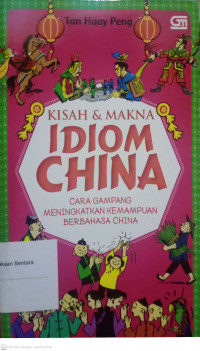 Tan Huay Peng
KISAH & MAKNA
IDIOM
CHINA
CARA GAMPANG
MENINGKATKAN KEMAMPUAN
BERBAHASA CHINA